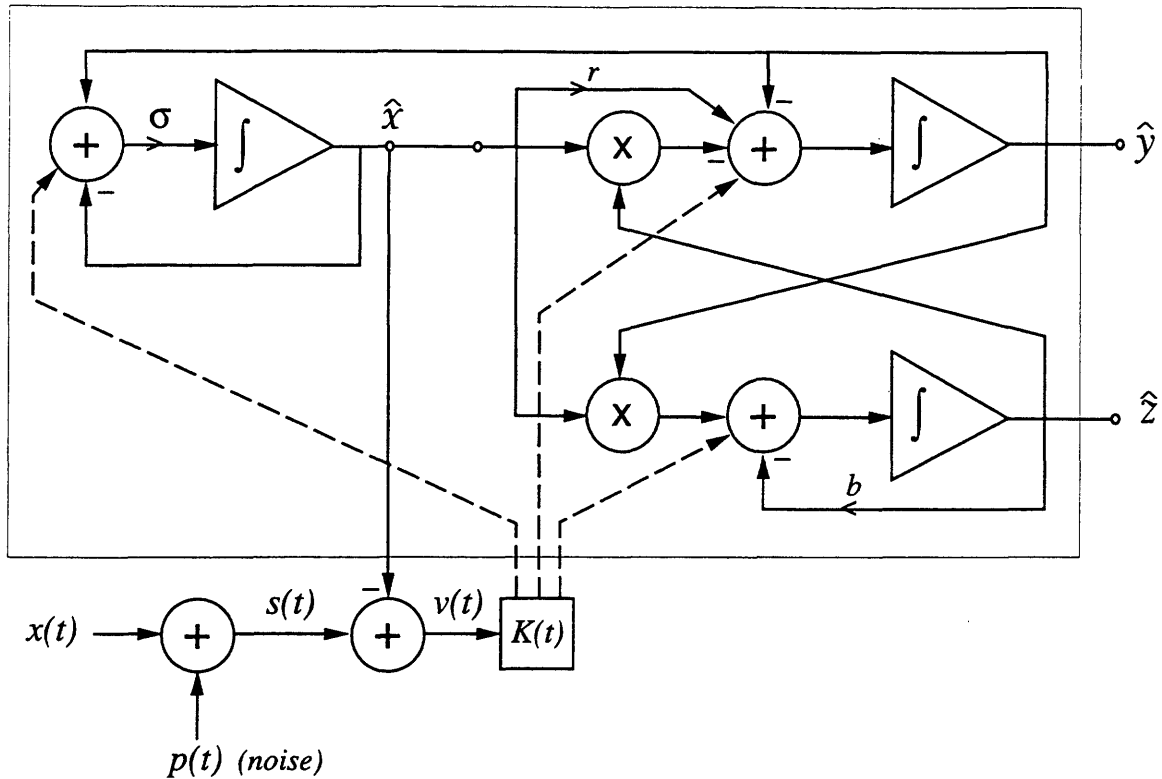 r
σ
∫
x̂
∫
ŷ
+
−
x
−
+
−
∫
ẑ
x
+
−
b
−
x(t)
+
s(t)
+
v(t)
K(t)
p(t) (noise)